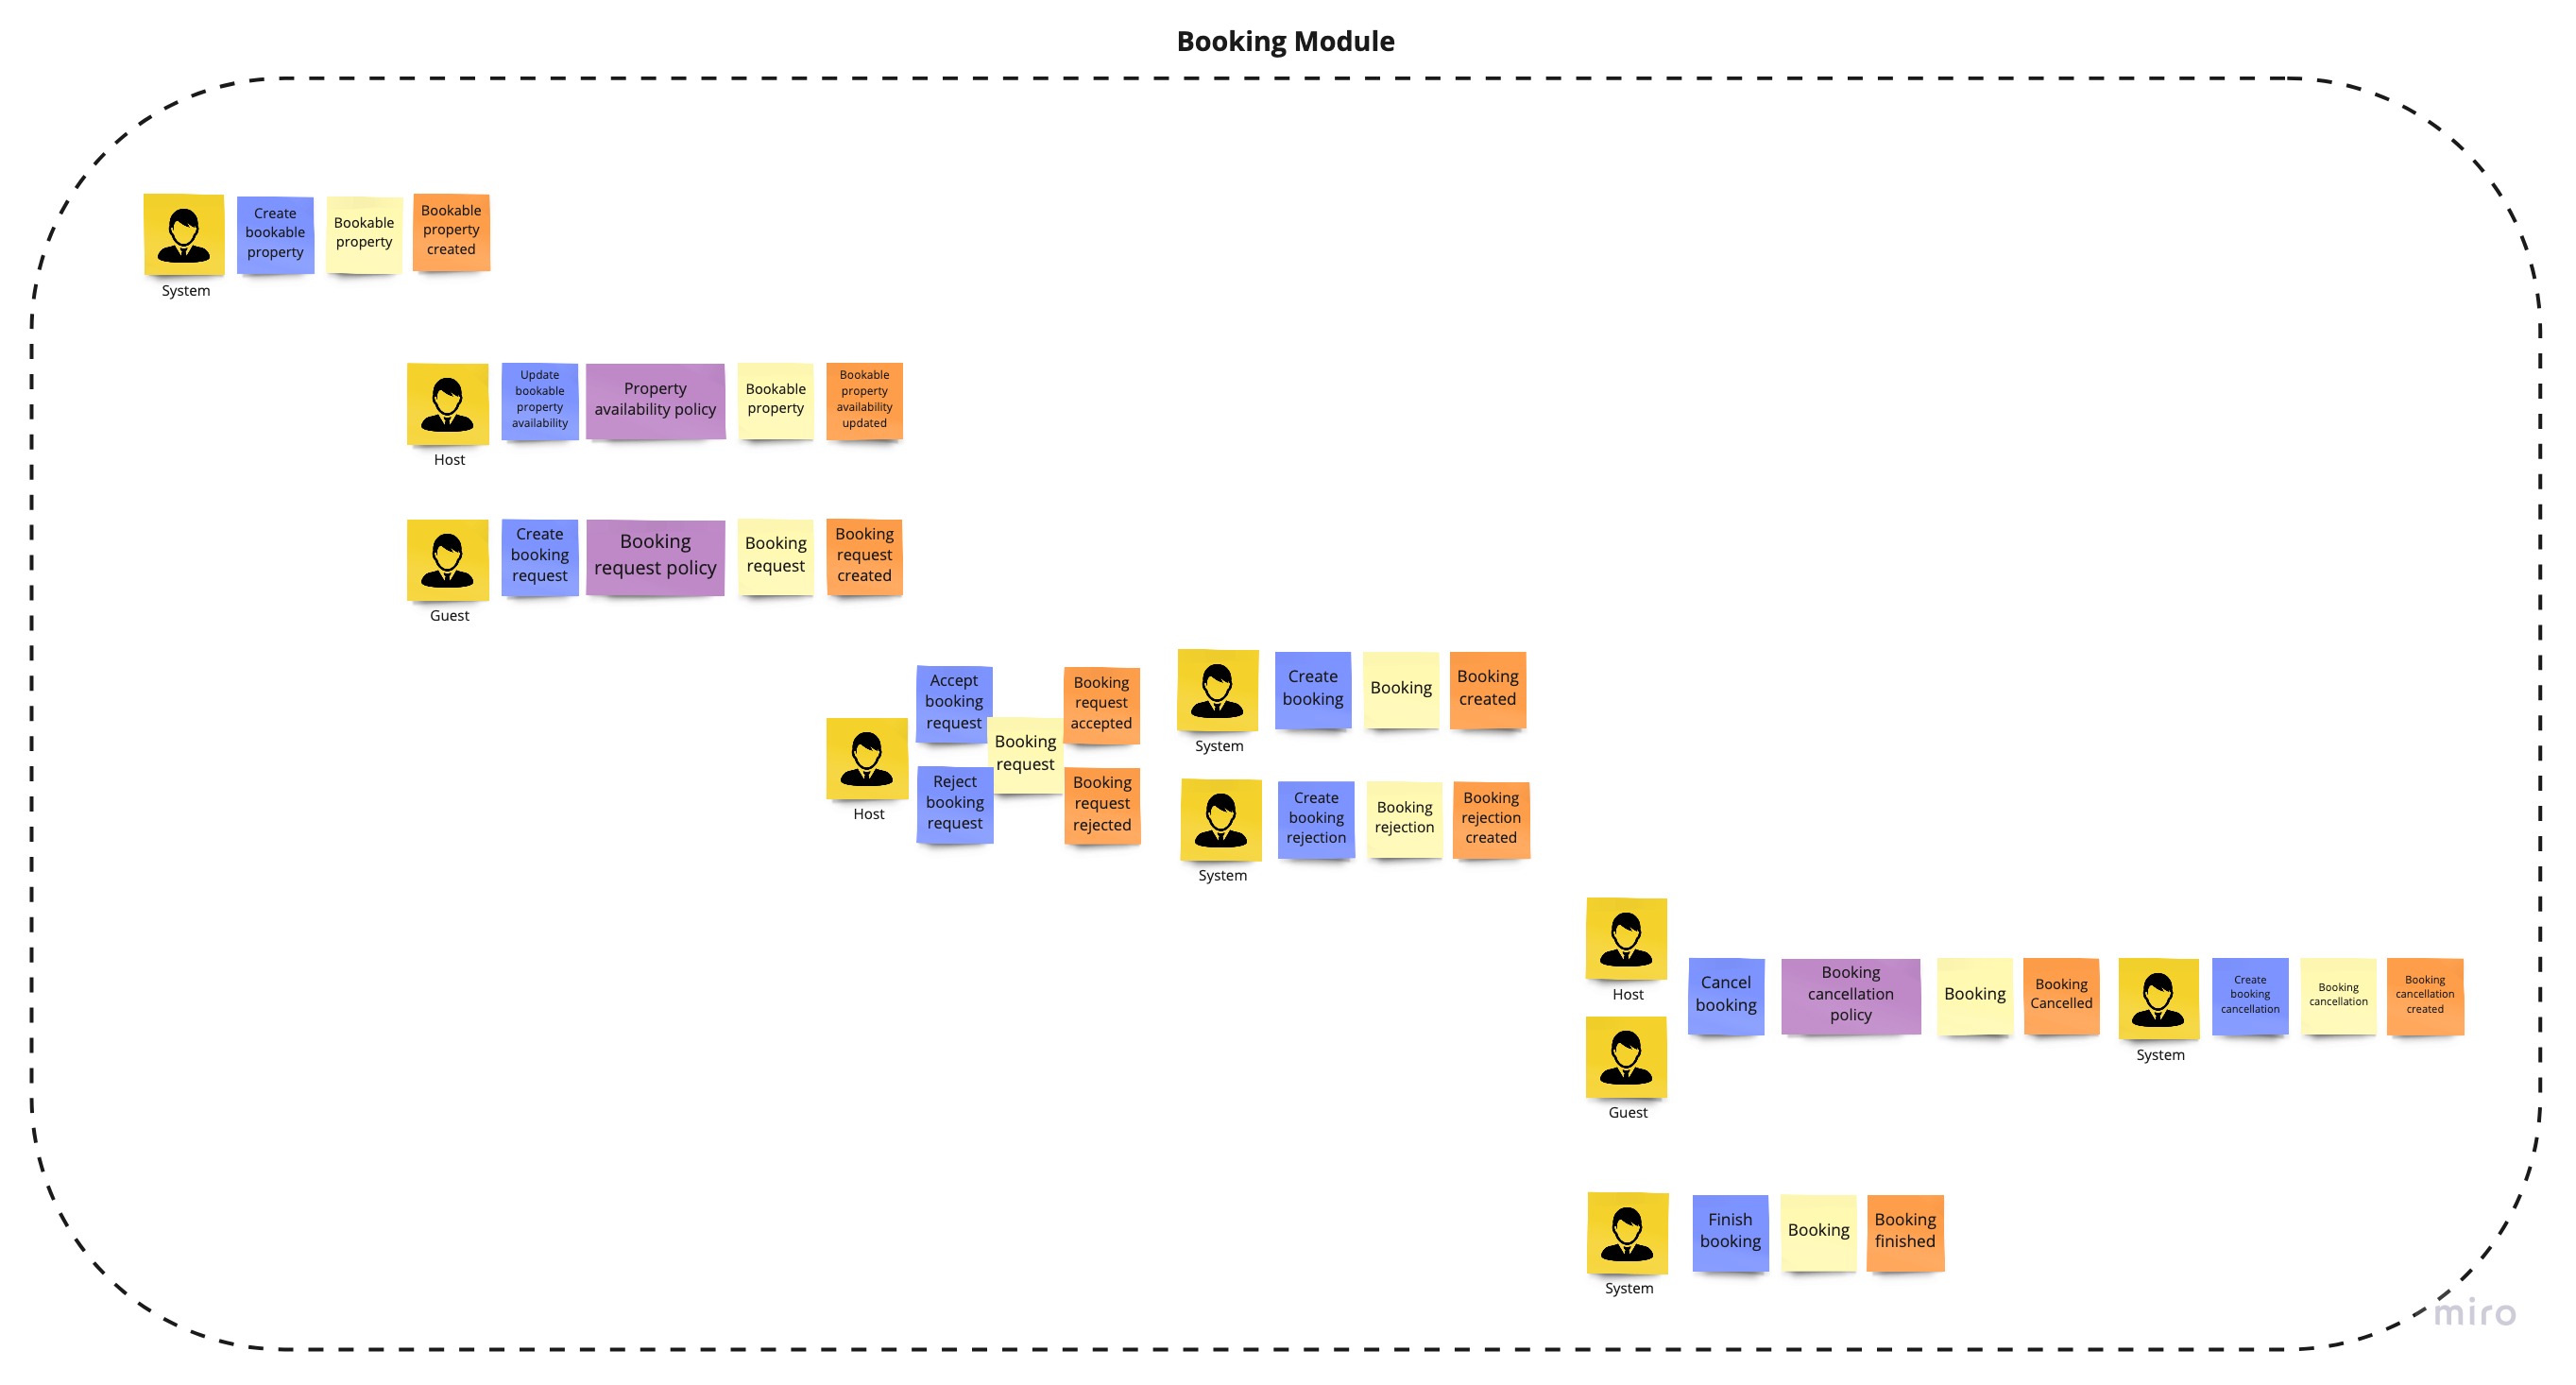 Booking Module
Create
bookable
property
Bookable
property
Bookable
property
created
System
Update
bookable
property
availability
Property
availability policy
Bookable
property
Bookable
property
availability
updated
Host
Create
booking
request
Booking
request policy
Booking
request
Booking
request
created
Guest
Accept
booking
request
Reject
booking
request
Booking
request
Booking
request
accepted
Booking
request
rejected
Host
Create
booking
Booking
Booking
created
System
Create
booking
rejection
Booking
rejection
Booking
rejection
created
System
Host
Guest
Cancel
booking
Booking
cancellation
policy
Booking
Booking
Cancelled
Create
booking
cancellation
Booking
cancellation
Booking
cancellation
created
System
Finish
booking
Booking
Booking
finished
System
miro